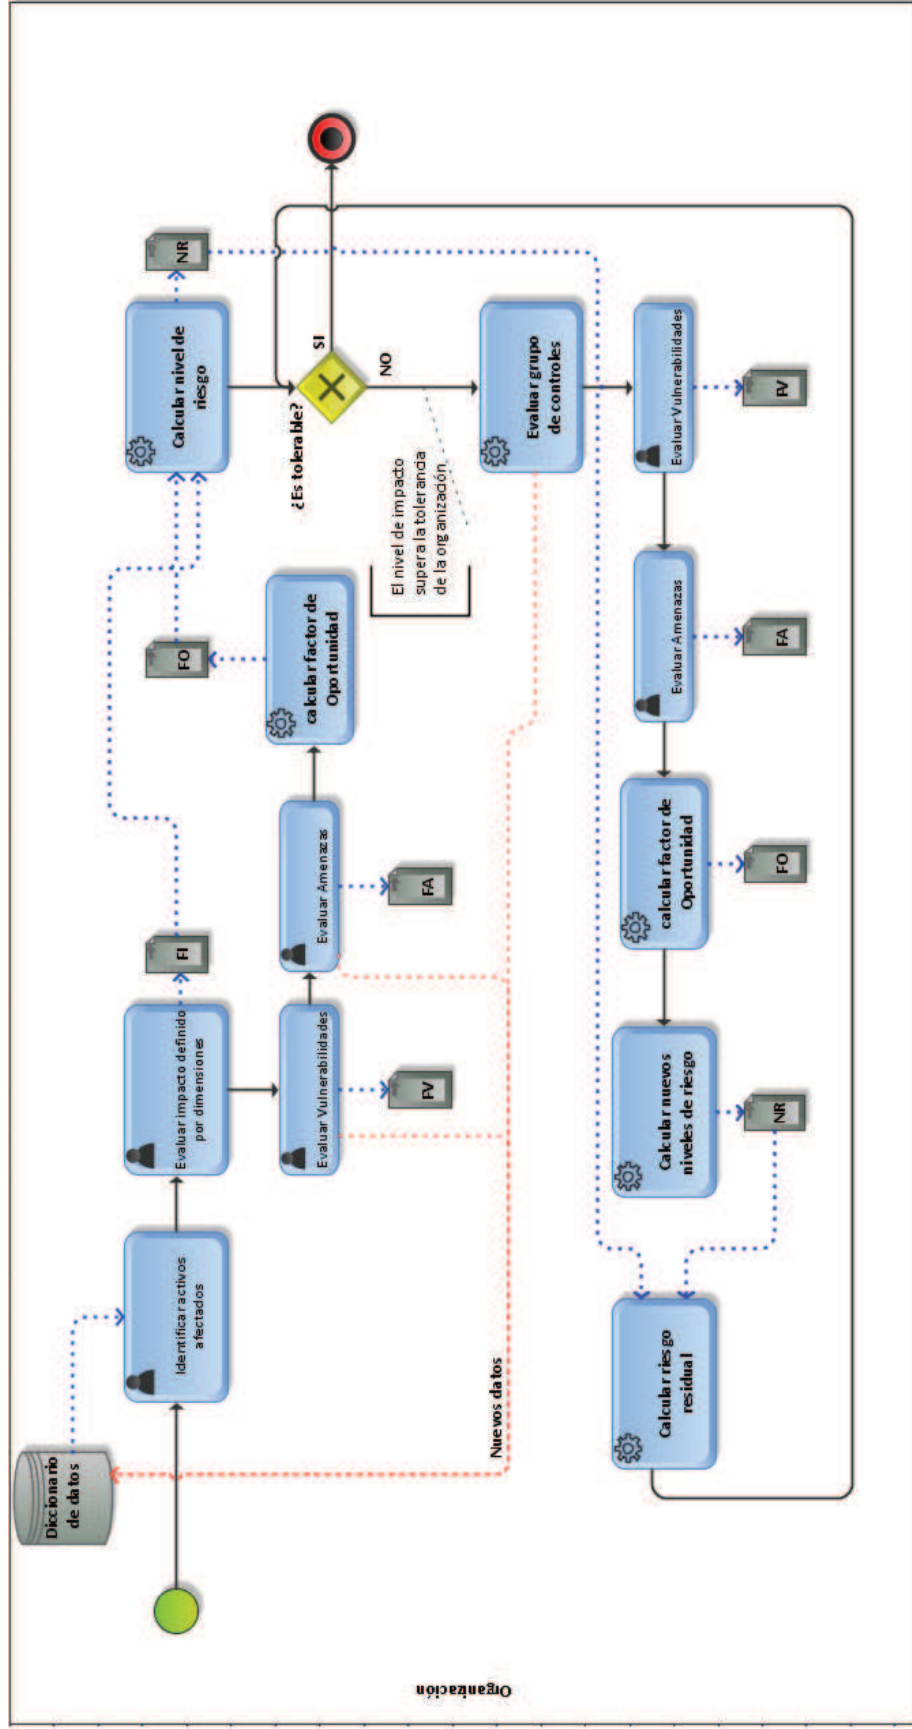 Organización
Diccionario
de datos
Identificar activos
afectados
Evaluar impacto definido
por dimensiones
FI
Evaluar Vulnerabilidades
FV
Evaluar Amenazas
FA
calcular factor de
Oportunidad
FO
Calcular nivel de
riesgo
NR
¿Es tolerable?
SI
NO
El nivel de impacto
supera la tolerancia
de la organización
Nuevos datos
Evaluar grupo
de controles
Evaluar Vulnerabilidades
FV
Evaluar Amenazas
FA
calcular factor de
Oportunidad
FO
Calcular nuevos
niveles de riesgo
NR
Calcular riesgo
residual